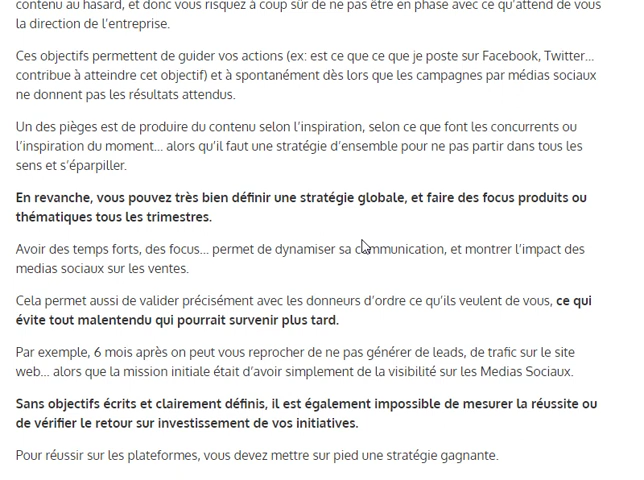 contenu au hasard, et donc vous risquez à coup sûr de ne pas être en phase avec ce qu'attend de vous
la direction de l'entreprise.
Ces objectifs permettent de guider vos actions (ex: est ce que ce que je poste sur Facebook, Twitter…
contribue à atteindre cet objectif) et à spontanément dès lors que les campagnes par médias sociaux
ne donnent pas les résultats attendus.
Un des pièges est de produire du contenu selon l'inspiration, selon ce que font les concurrents ou
l'inspiration du moment… alors qu'il faut une stratégie d'ensemble pour ne pas partir dans tous les
sens et s'éparpiller.
En revanche, vous pouvez très bien définir une stratégie globale, et faire des focus produits ou
thématiques tous les trimestres.
Avoir des temps forts, des focus… permet de dynamiser sa communication, et montrer l'impact des
medias sociaux sur les ventes.
Cela permet aussi de valider précisément avec les donneurs d'ordre ce qu'ils veulent de vous, ce qui
évite tout malentendu qui pourrait survenir plus tard.
Par exemple, 6 mois après on peut vous reprocher de ne pas générer de leads, de trafic sur le site
web… alors que la mission initiale était d'avoir simplement de la visibilité sur les Medias Sociaux.
Sans objectifs écrits et clairement définis, il est également impossible de mesurer la réussite ou
de vérifier le retour sur investissement de vos initiatives.
Pour réussir sur les plateformes, vous devez mettre sur pied une stratégie gagnante.